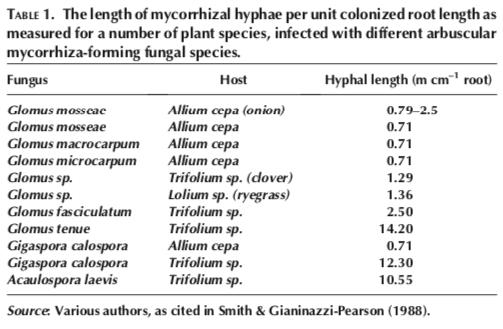 TABLE 1. The length of mycorrhizal hyphae per unit colonized root length as
measured for a number of plant species, infected with different arbuscular
mycorrhiza-forming fungal species.
Fungus Host Hyphal length (m cm⁻¹ root)
Glomus mosseae Allium cepa (onion) 0.79–2.5
Glomus mosseae Allium cepa 0.71
Glomus macrocarpum Allium cepa 0.71
Glomus microcarpum Allium cepa 0.71
Glomus sp. Trifolium sp. (clover) 1.29
Glomus sp. Lolium sp. (ryegrass) 1.36
Glomus fasciculatum Trifolium sp. 2.50
Glomus tenue Trifolium sp. 14.20
Gigaspora calospora Allium cepa 0.71
Gigaspora calospora Trifolium sp. 12.30
Acaulospora laevis Trifolium sp. 10.55
Source: Various authors, as cited in Smith & Gianinazzi-Pearson (1988).